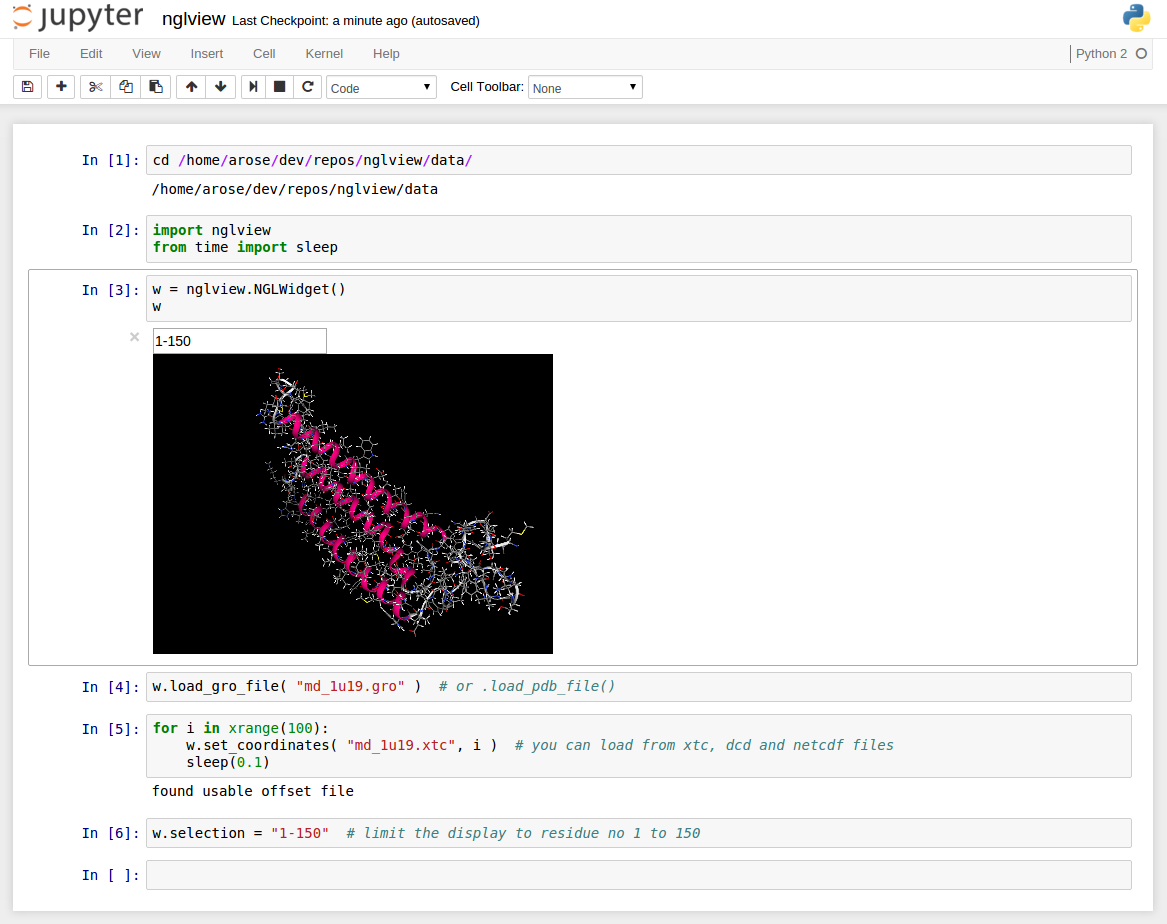 jupyter nglview Last Checkpoint: a minute ago (autosaved)
File Edit View Insert Cell Kernel Help Python 2
Code Cell Toolbar: None
In [1]: cd /home/arose/dev/repos/nglview/data/
/home/arose/dev/repos/nglview/data
In [2]: import nglview
from time import sleep
In [3]: w = nglview.NGLWidget()
w
1-150
In [4]: w.load_gro_file( "md_1u19.gro" )  # or .load_pdb_file()
In [5]: for i in xrange(100):
    w.set_coordinates( "md_1u19.xtc", i )  # you can load from xtc, dcd and netcdf files
    sleep(0.1)
found usable offset file
In [6]: w.selection = "1-150"  # limit the display to residue no 1 to 150
In [ ]: